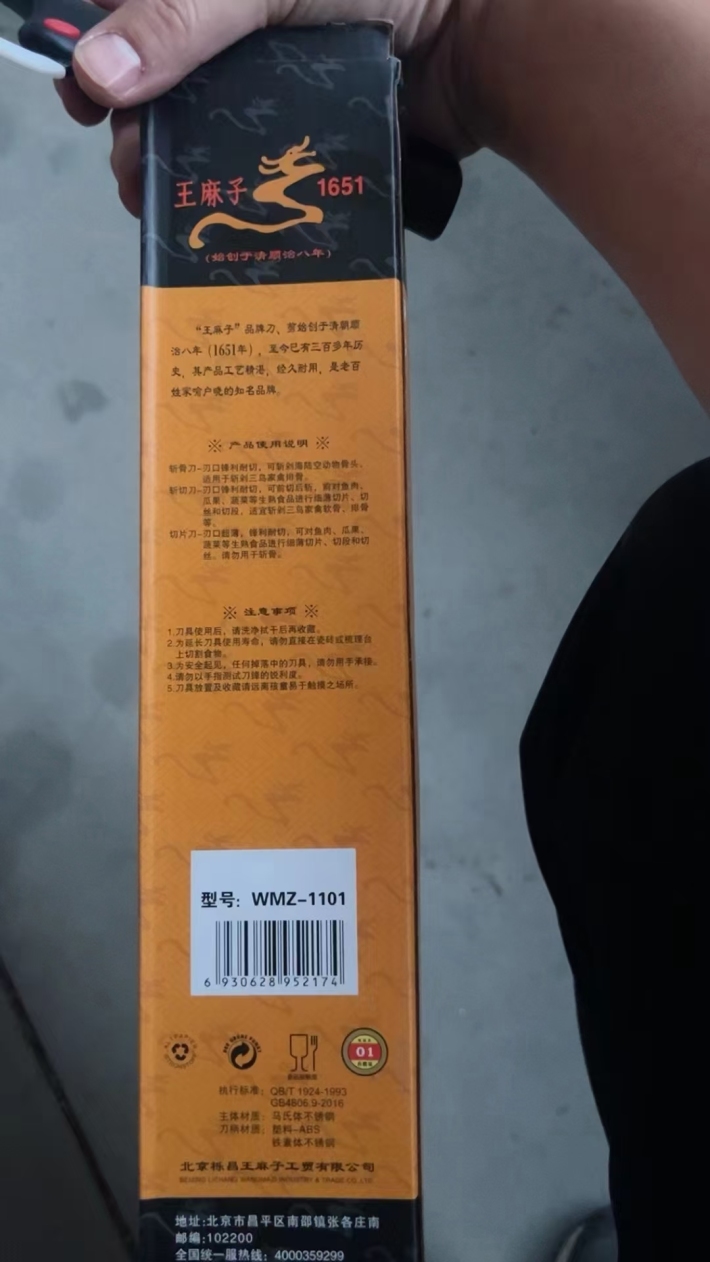 王麻子 1651
(始创于清顺治八年)
“王麻子”品牌刀、剪始创于清朝顺
治八年(1651年),至今已有三百多年历
史,其产品工艺精湛,经久耐用,是老百
姓家喻户晓的知名品牌。
※ 产品使用说明 ※
斩骨刀-刃口锋利耐切,可斩剁海陆空动物骨头,
适用于斩剁三鸟家禽排骨。
斩切刀-刃口锋利耐切,可前切后斩,前对鱼肉、
瓜果、蔬菜等生熟食品进行细薄切片、切
丝和切段,适宜斩剁三鸟家禽软骨、排骨
等。
切片刀-刃口超薄,锋利耐切,可对鱼肉、瓜果、
蔬菜等生熟食品进行细薄切片、切段和切
丝。请勿用于斩骨。
※ 注意事项 ※
1.刀具使用后,请洗净拭干后再收藏。
2.为延长刀具使用寿命,请勿直接在瓷砖或梳理台
上切割食物。
3.为安全起见,任何掉落中的刀具,请勿用手承接。
4.请勿以手指测试刀锋的锐利度。
5.刀具放置及收藏请远离孩童易于触摸之场所。
型号:WMZ-1101
6 930628 952174
01
执行标准:QB/T 1924-1993
GB4806.9-2016
主体材质:马氏体不锈钢
刀柄材质:塑料-ABS
铁素体不锈钢
北京栎昌王麻子工贸有限公司
BEIJING LICHANG WANGMAZI INDUSTRY & TRADE CO.,LTD.
地址:北京市昌平区南邵镇张各庄南
邮编:102200
全国统一服热线:4000359299